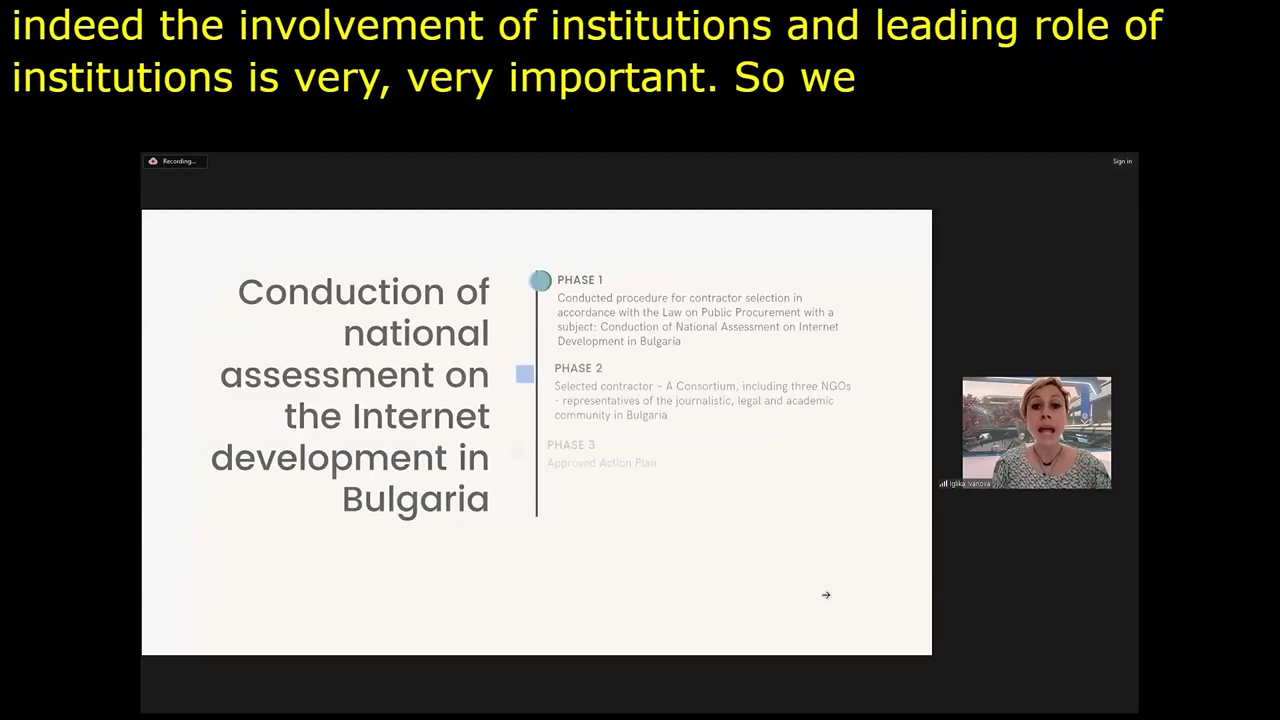 indeed the involvement of institutions and leading role of
institutions is very, very important. So we
Recording...
Sign in
Conduction of
national
assessment on
the Internet
development in
Bulgaria
PHASE 1
Conducted procedure for contractor selection in
accordance with the Law on Public Procurement with a
subject: Conduction of National Assessment on Internet
Development in Bulgaria
PHASE 2
Selected contractor – A Consortium, including three NGOs
– representatives of the journalistic, legal and academic
community in Bulgaria
PHASE 3
Approved Action Plan
Iglika Ivanova